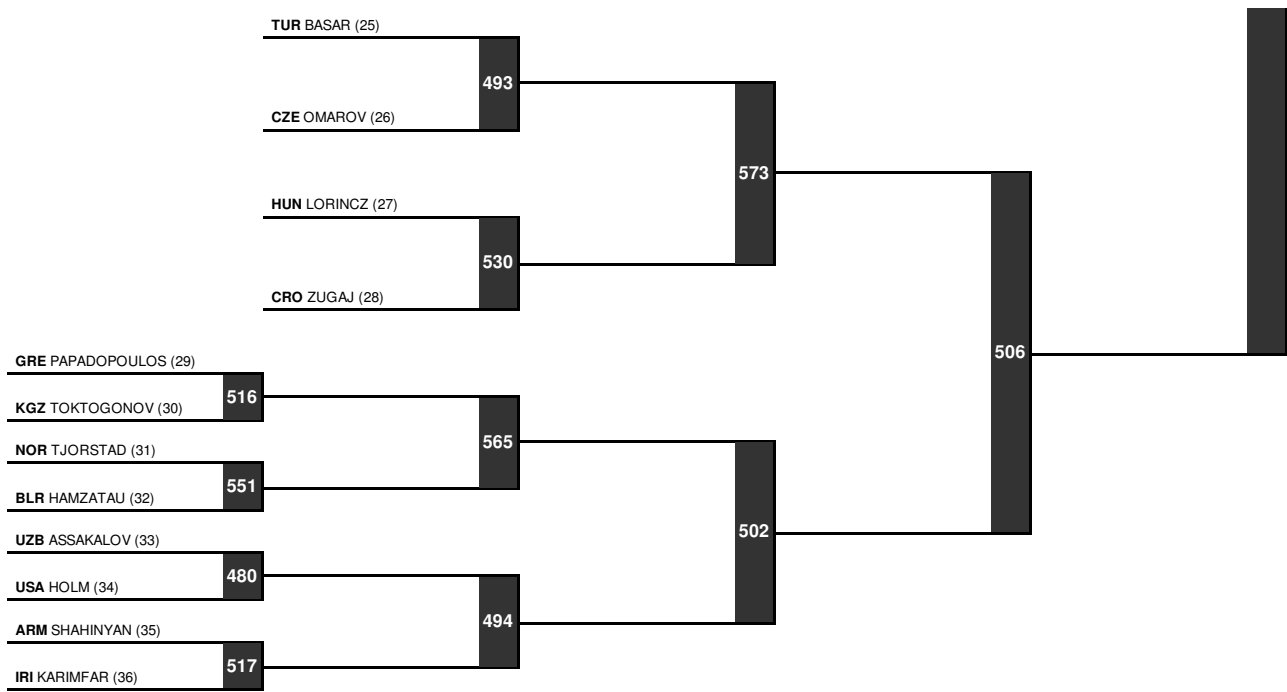 TUR BASAR (25)
493
CZE OMAROV (26)
573
HUN LORINCZ (27)
530
CRO ZUGAJ (28)
506
GRE PAPADOPOULOS (29)
516
KGZ TOKTOGONOV (30)
565
NOR TJORSTAD (31)
551
BLR HAMZATAU (32)
502
UZB ASSAKALOV (33)
480
USA HOLM (34)
494
ARM SHAHINYAN (35)
517
IRI KARIMFAR (36)